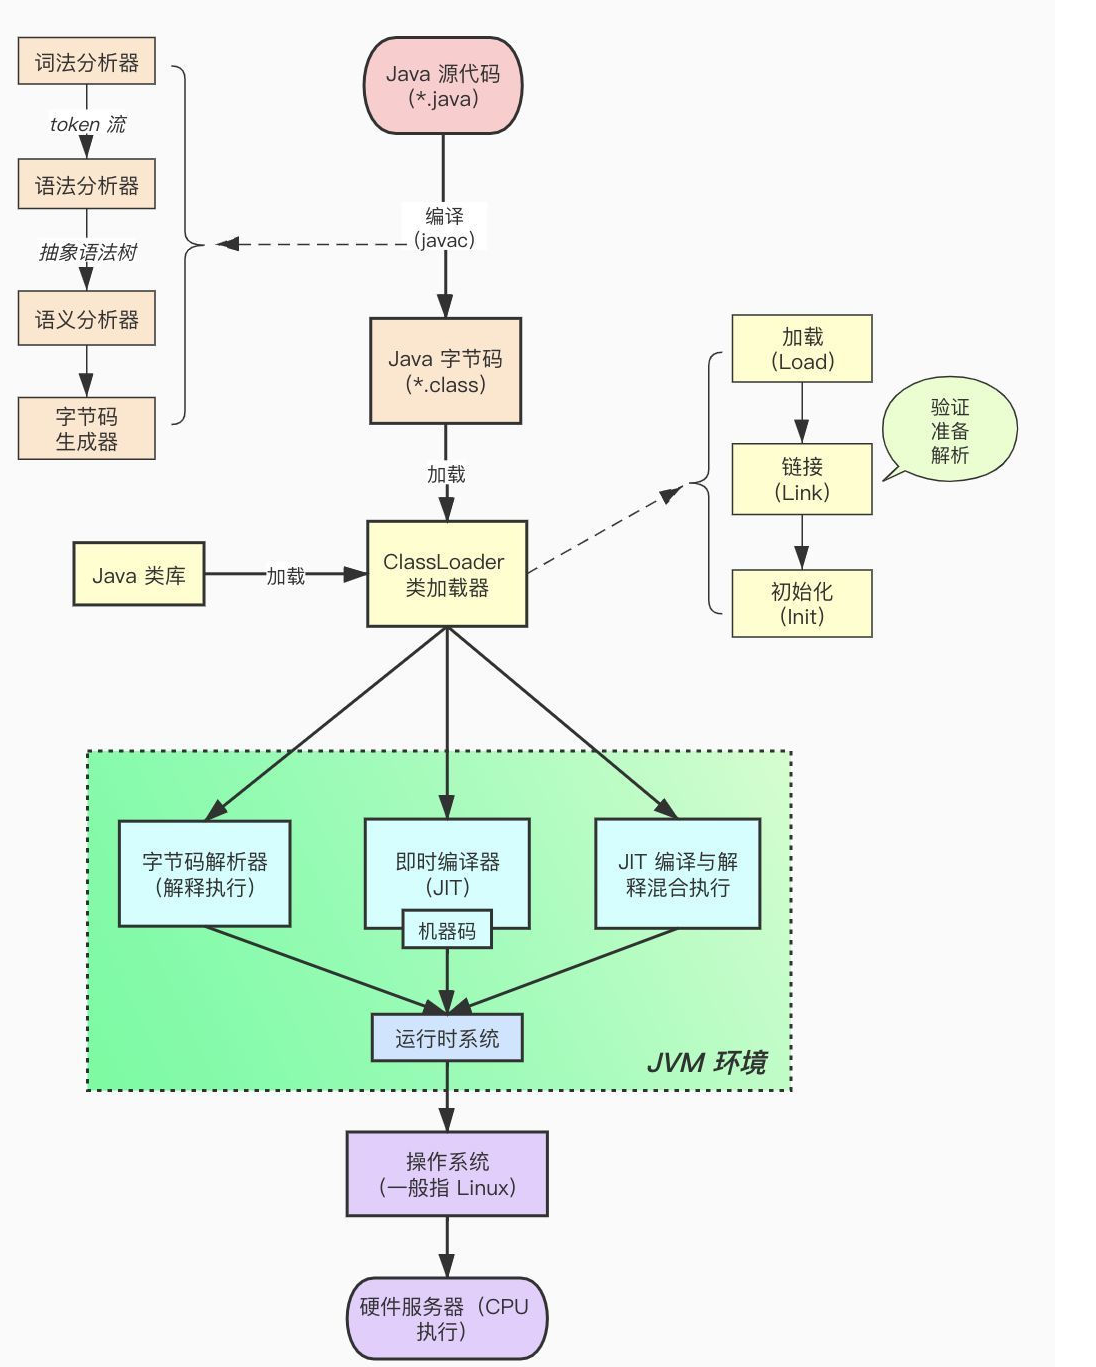 词法分析器
token 流
语法分析器
抽象语法树
语义分析器
字节码
生成器
Java 源代码
(*.java)
编译
(javac)
Java 字节码
(*.class)
加载
Java 类库
加载
ClassLoader
类加载器
加载
(Load)
链接
(Link)
初始化
(Init)
验证
准备
解析
字节码解析器
（解释执行）
即时编译器
(JIT)
机器码
JIT 编译与解
释混合执行
运行时系统
JVM 环境
操作系统
（一般指 Linux）
硬件服务器（CPU
执行）